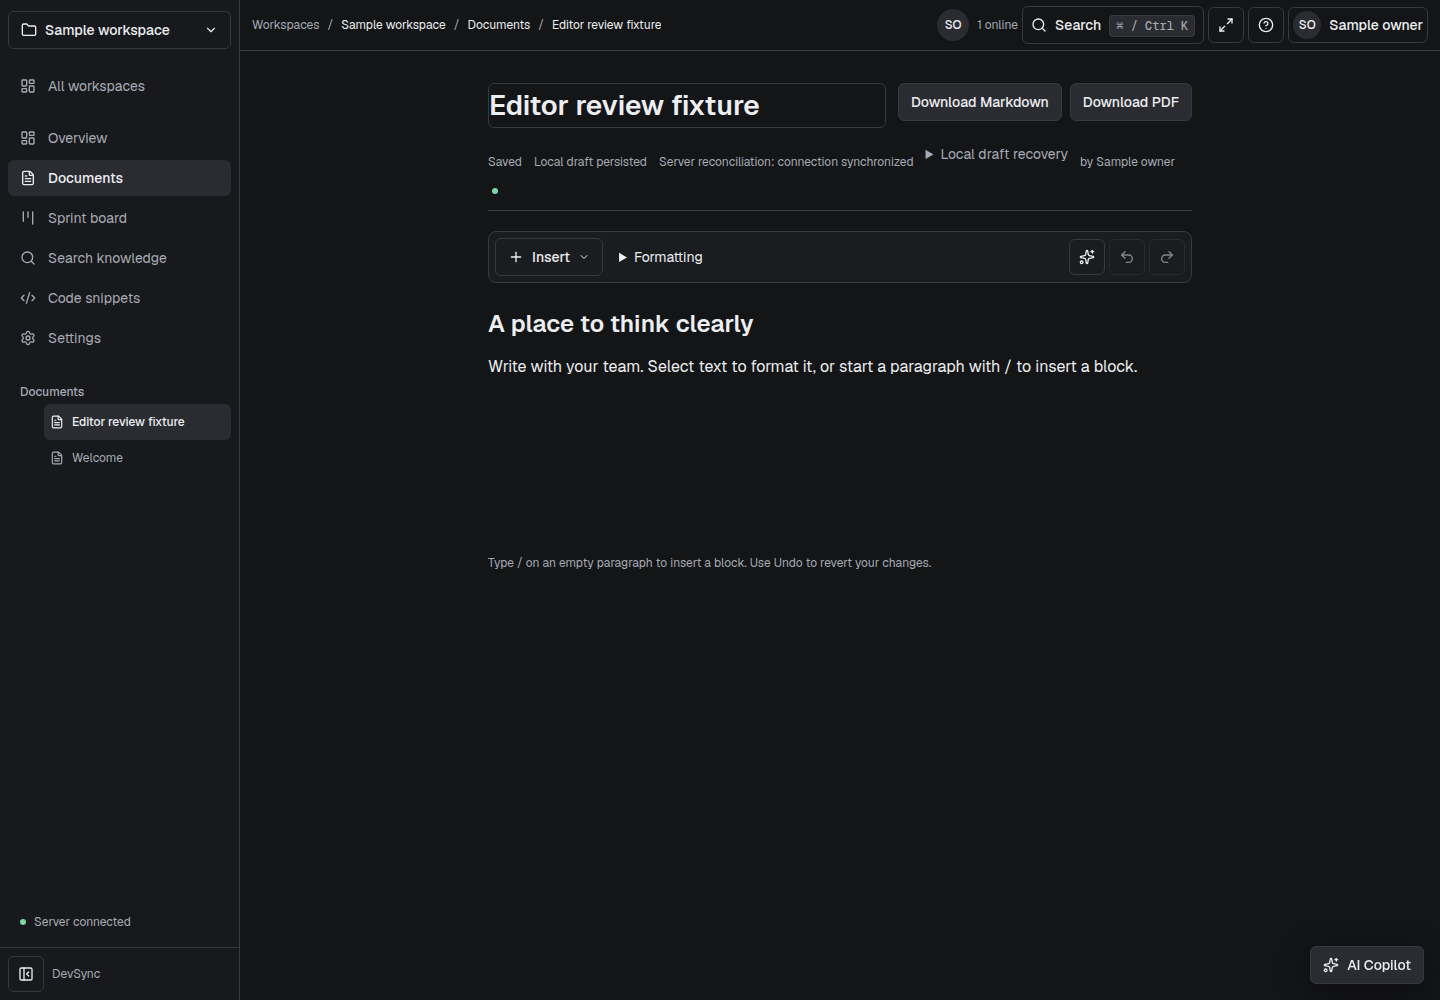 Sample workspace
All workspaces
Overview
Documents
Sprint board
Search knowledge
Code snippets
Settings
Documents
Editor review fixture
Welcome
Server connected
DevSync
Workspaces / Sample workspace / Documents / Editor review fixture
SO 1 online Search ⌘ / Ctrl K SO Sample owner
Editor review fixture
Download Markdown Download PDF
Saved Local draft persisted Server reconciliation: connection synchronized Local draft recovery by Sample owner
Insert Formatting
A place to think clearly
Write with your team. Select text to format it, or start a paragraph with / to insert a block.
Type / on an empty paragraph to insert a block. Use Undo to revert your changes.
AI Copilot